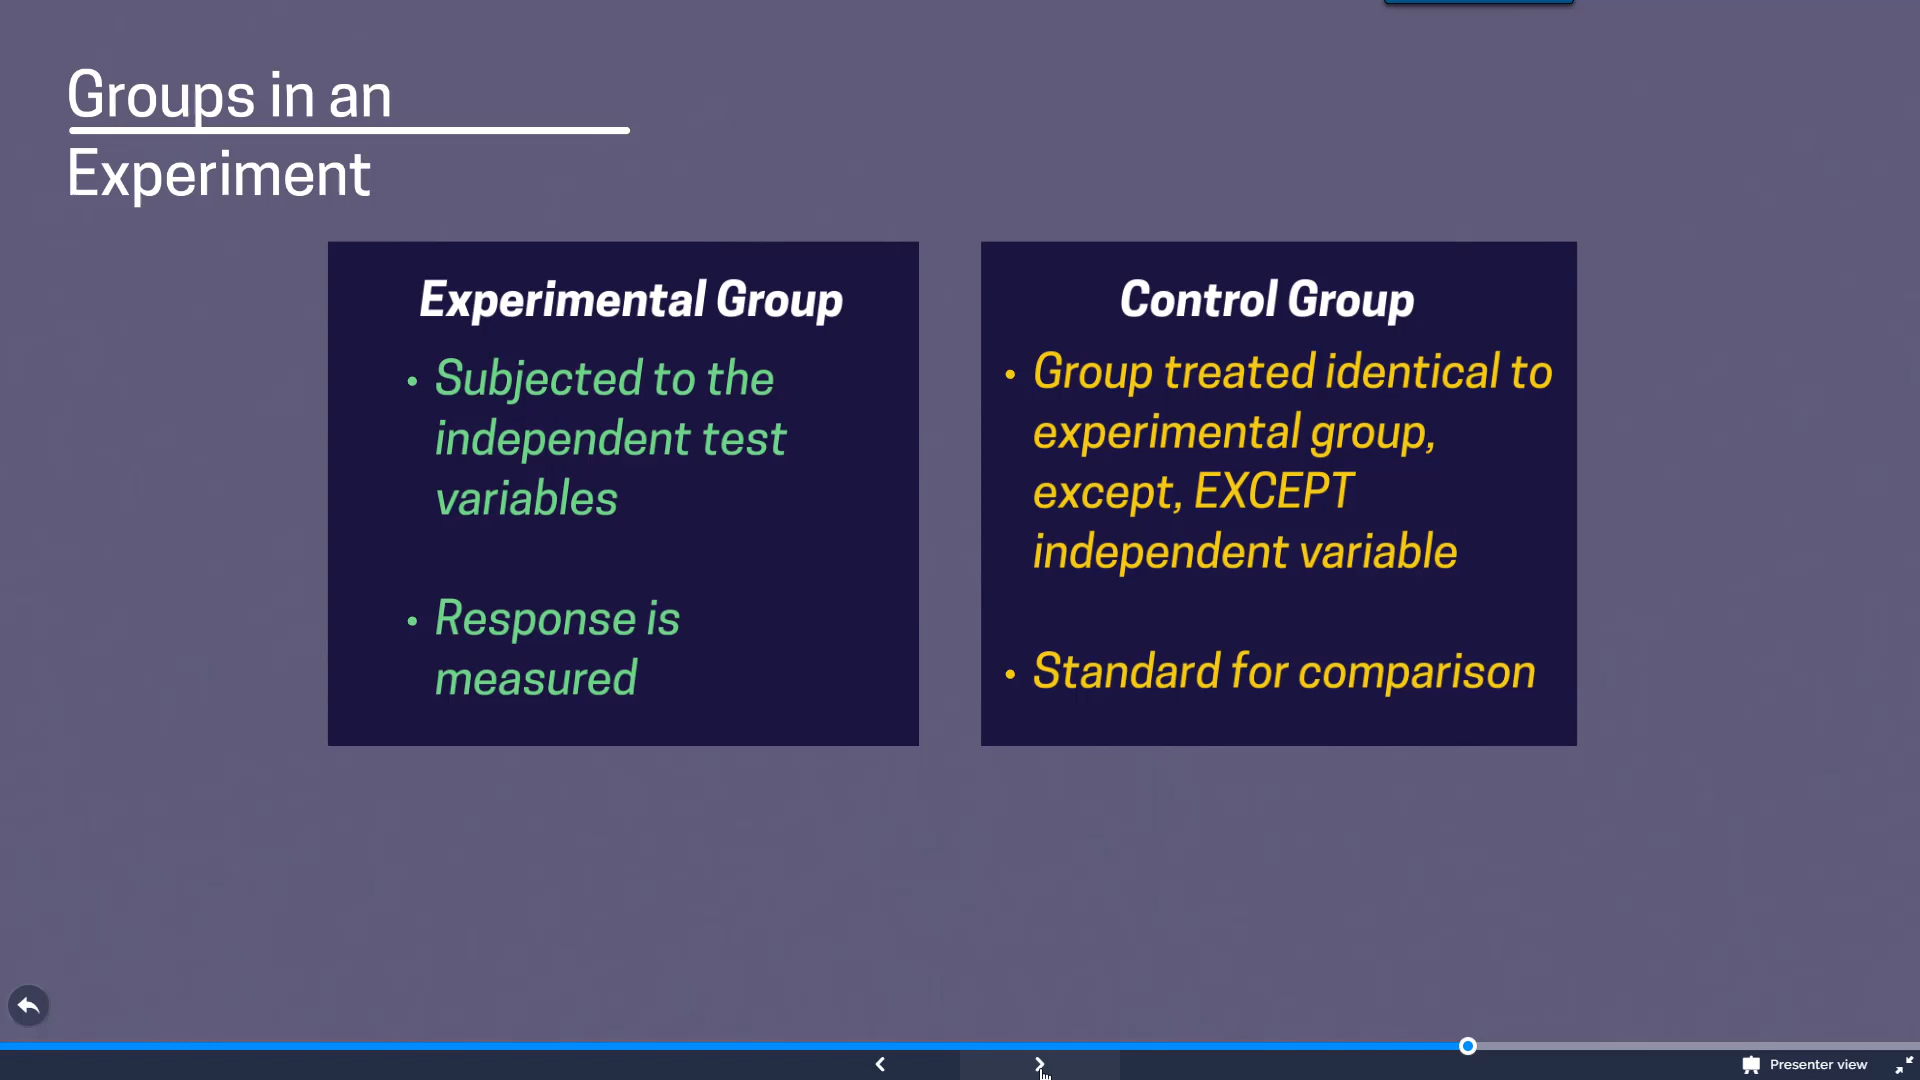 Groups in an
Experiment
Experimental Group
• Subjected to the
independent test
variables
• Response is
measured
Control Group
• Group treated identical to
experimental group,
except, EXCEPT
independent variable
• Standard for comparison
Presenter view